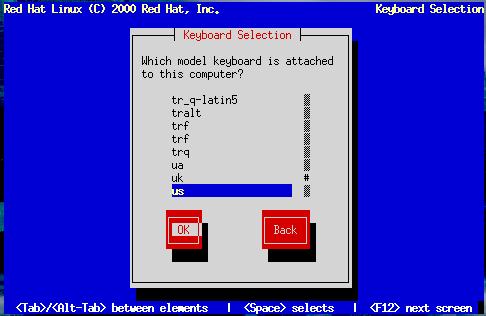 Red Hat Linux (C) 2000 Red Hat, Inc. Keyboard Selection
Keyboard Selection
Which model keyboard is attached
to this computer?
tr_q-latin5
tralt
trf
trf
trq
ua
uk #
us
OK Back
<Tab>/<Alt-Tab> between elements | <Space> selects | <F12> next screen